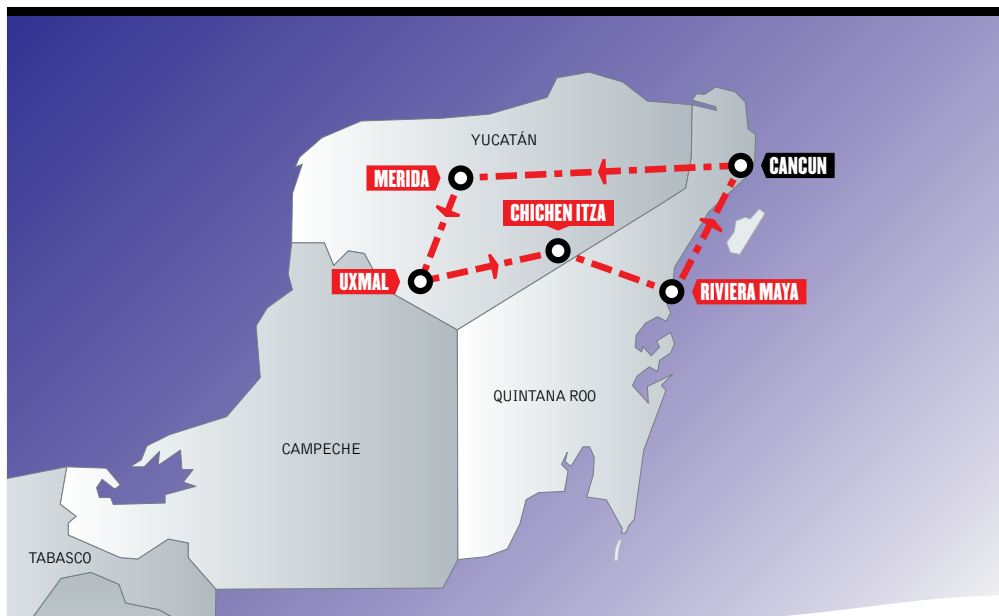 YUCATÁN
CANCUN
MERIDA
CHICHEN ITZA
UXMAL
RIVIERA MAYA
QUINTANA ROO
CAMPECHE
TABASCO